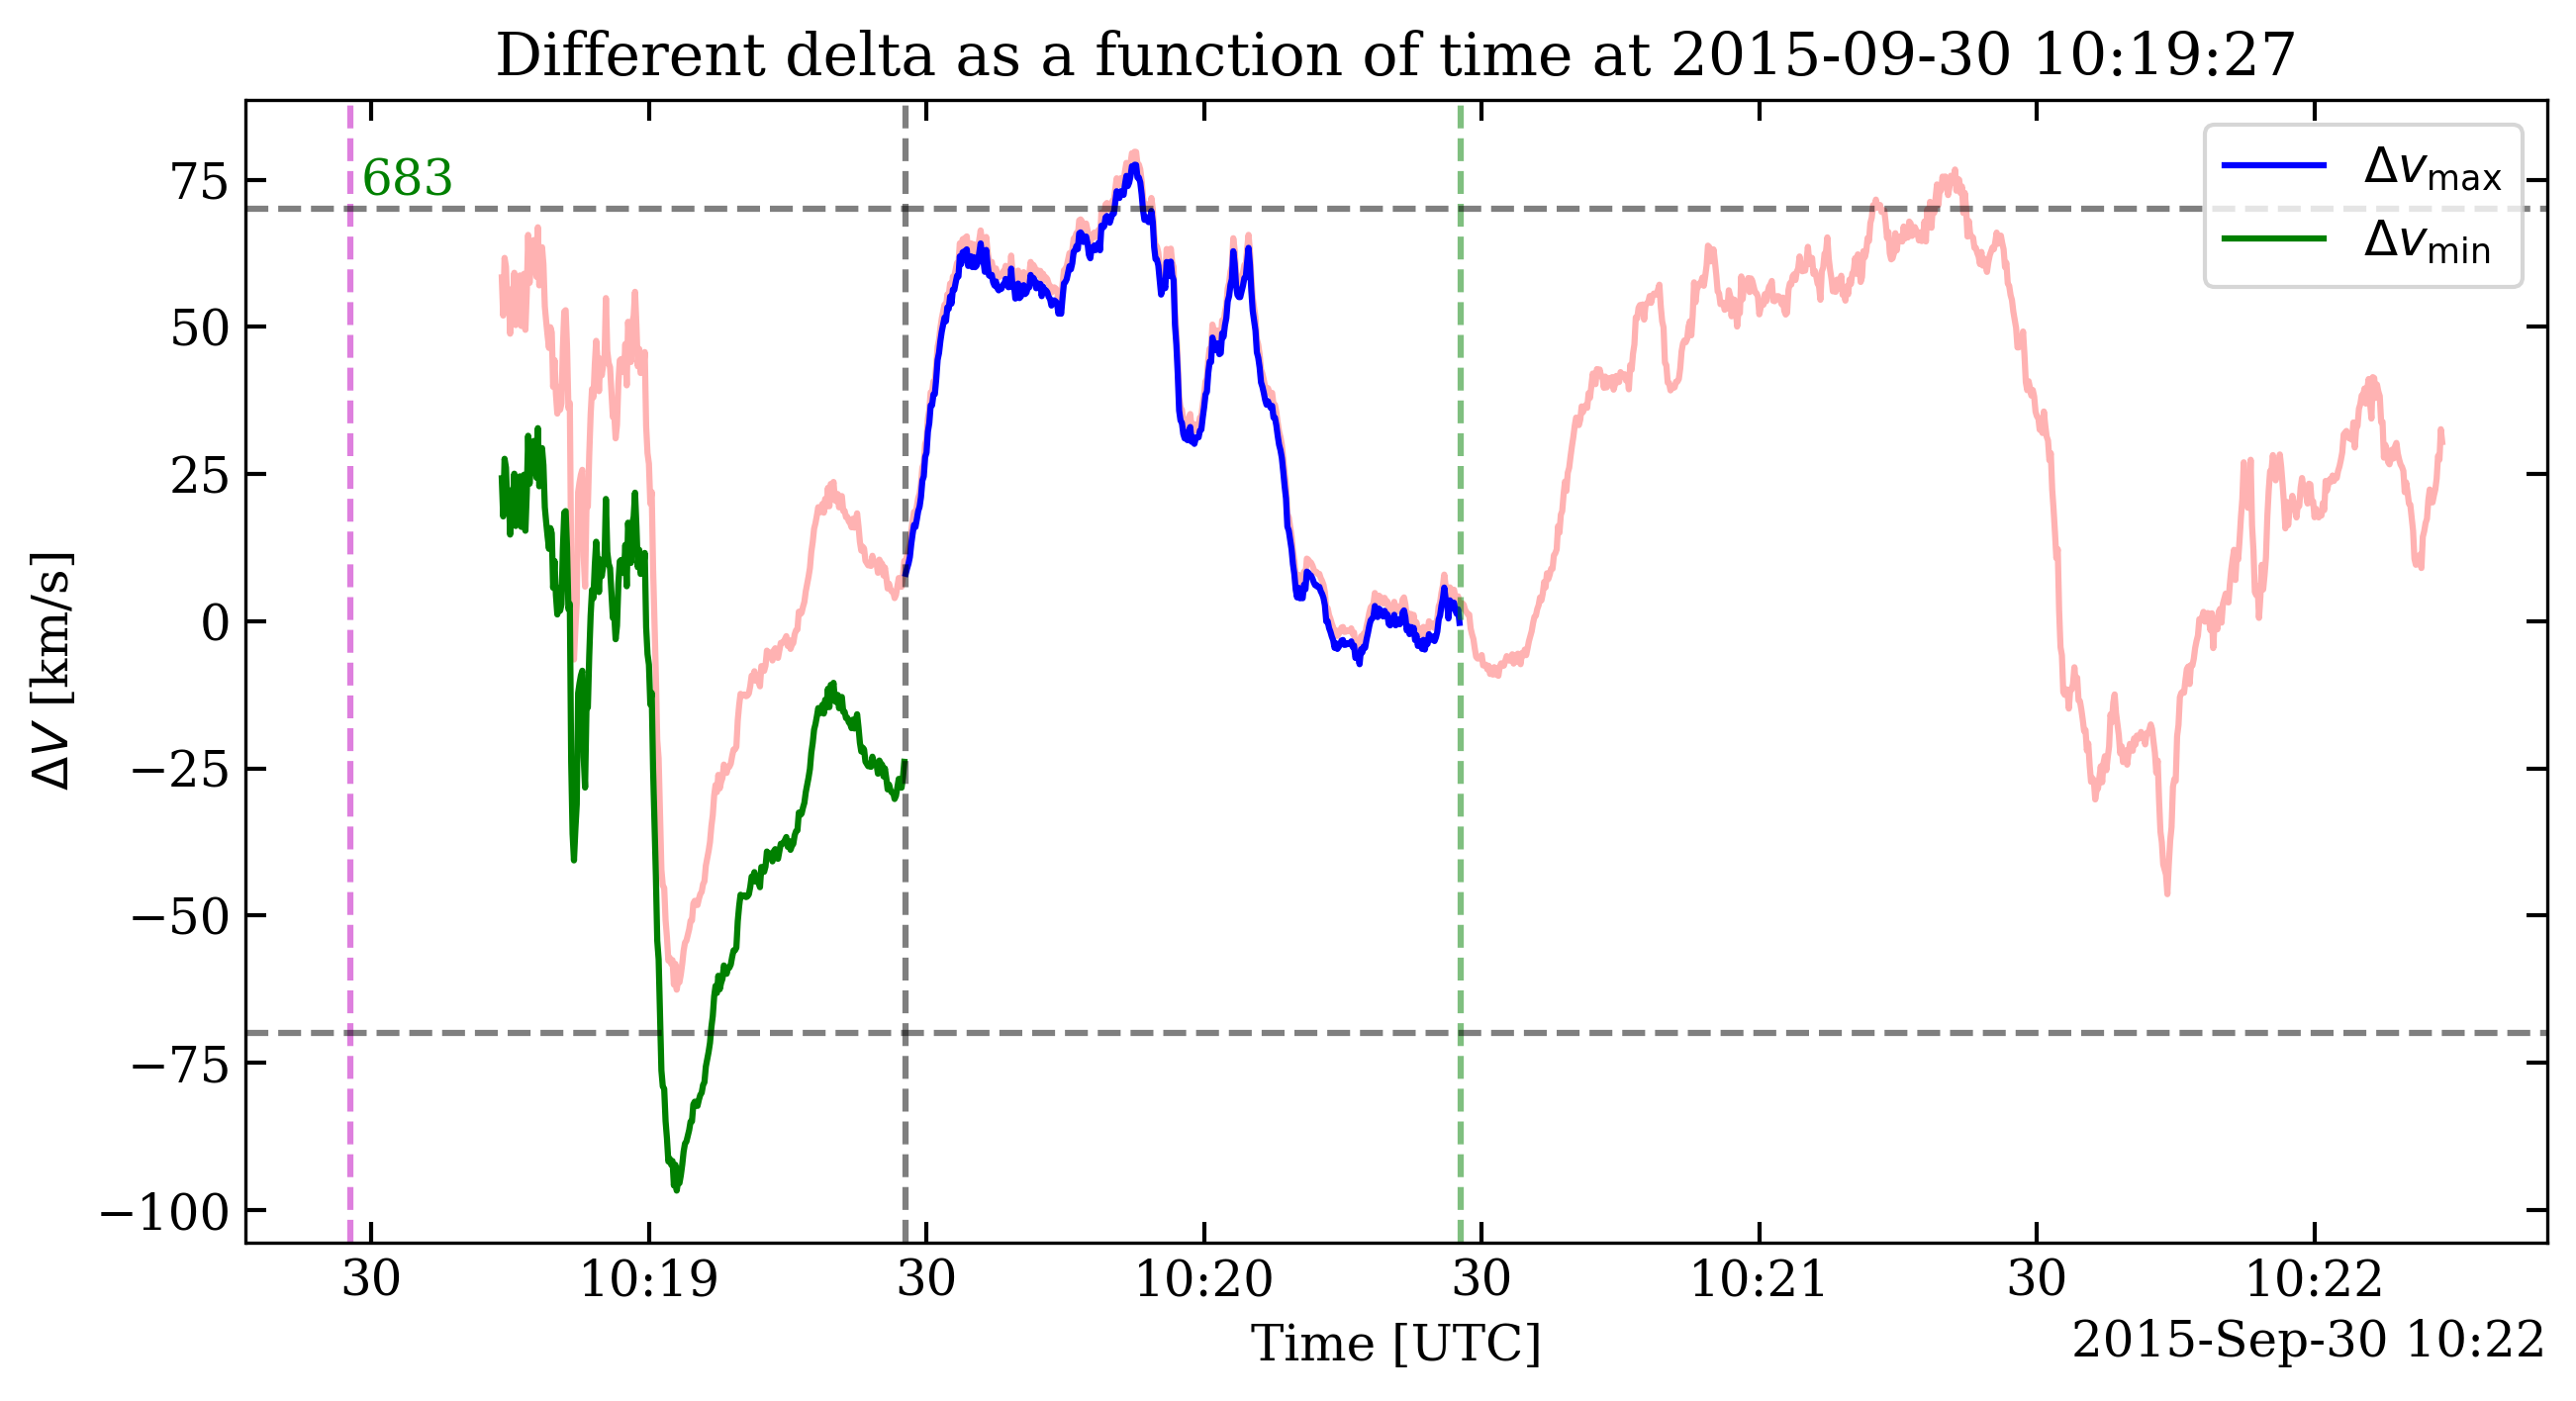 Different delta as a function of time at 2015-09-30 10:19:27
683
Δv_max
Δv_min
75
50
25
0
−25
−50
−75
−100
ΔV [km/s]
30 10:19 30 10:20 30 10:21 30 10:22
Time [UTC]
2015-Sep-30 10:22